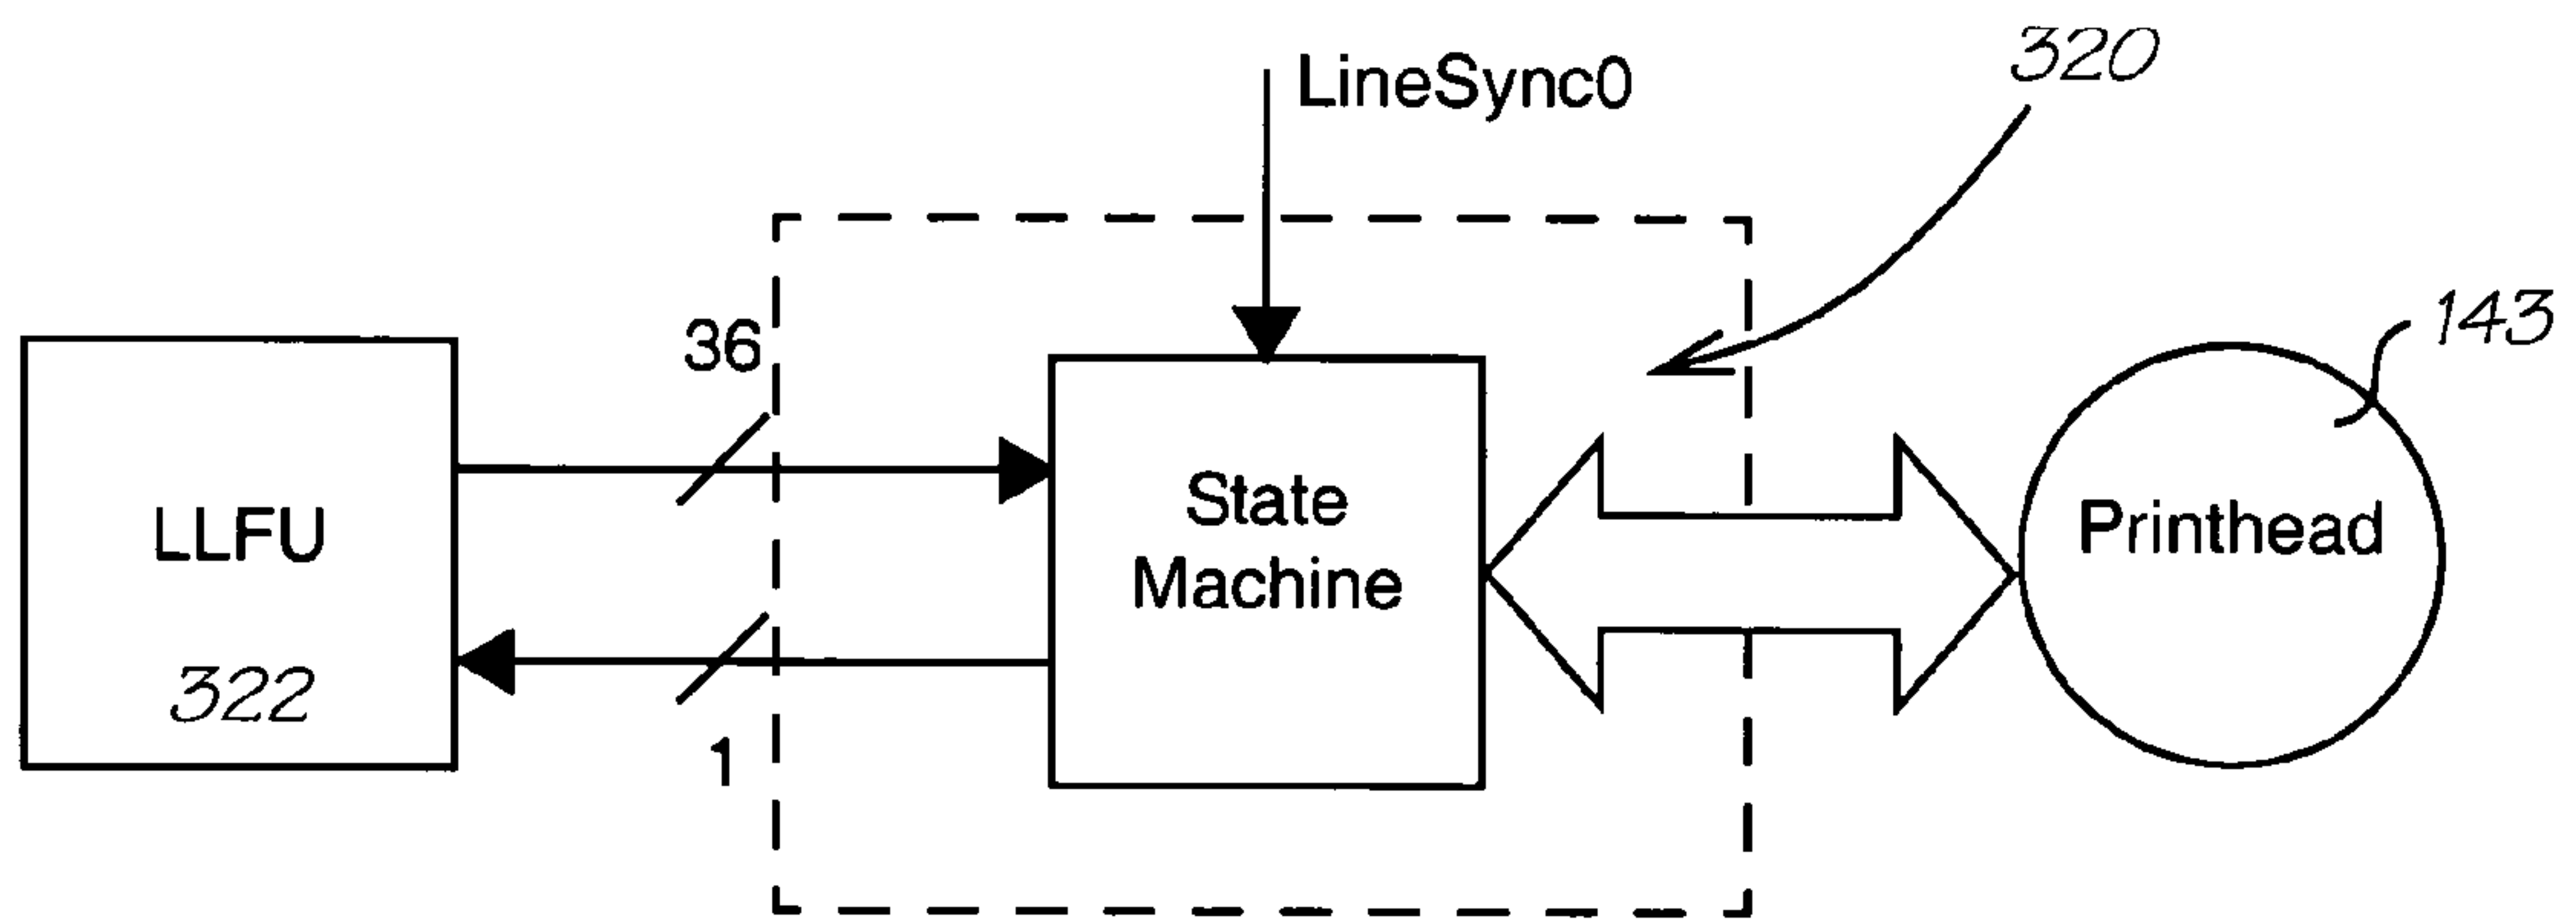 LineSync0
320
36
143
LLFU
322
State
Machine
Printhead
1